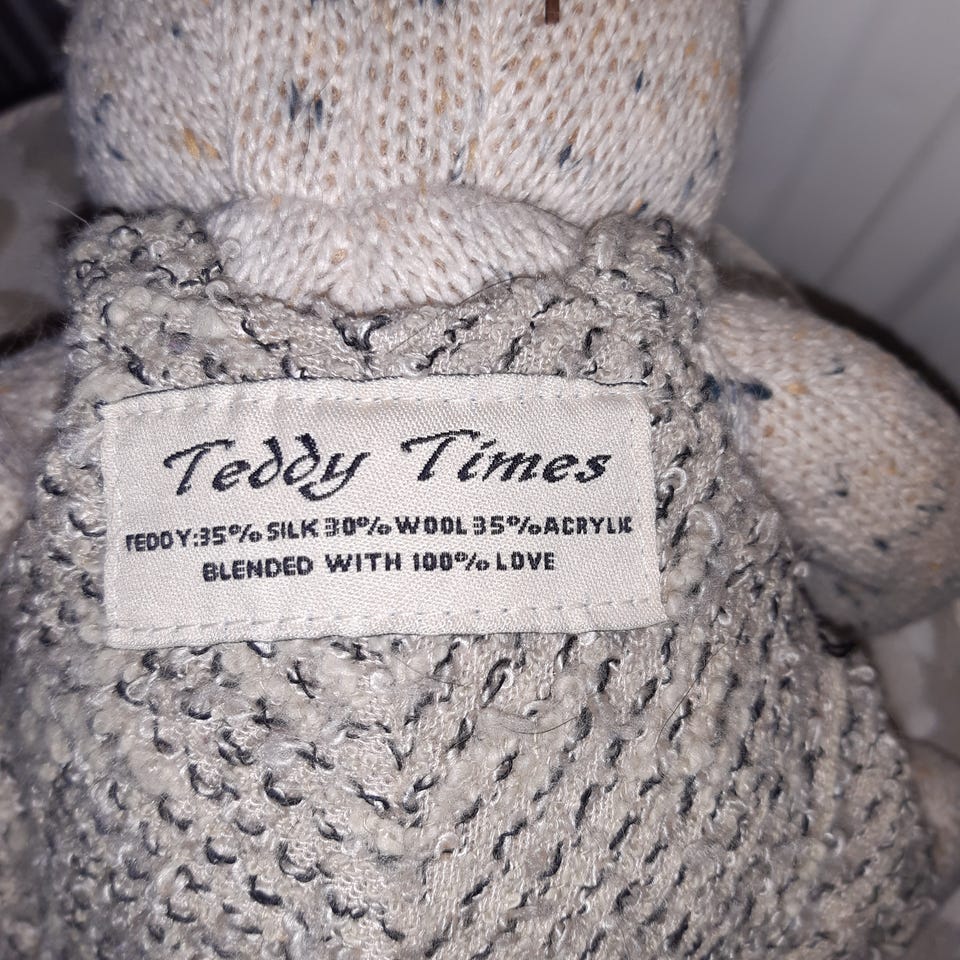 Teddy Times
TEDDY:35% SILK 30% WOOL 35% ACRYLIC
BLENDED WITH 100% LOVE